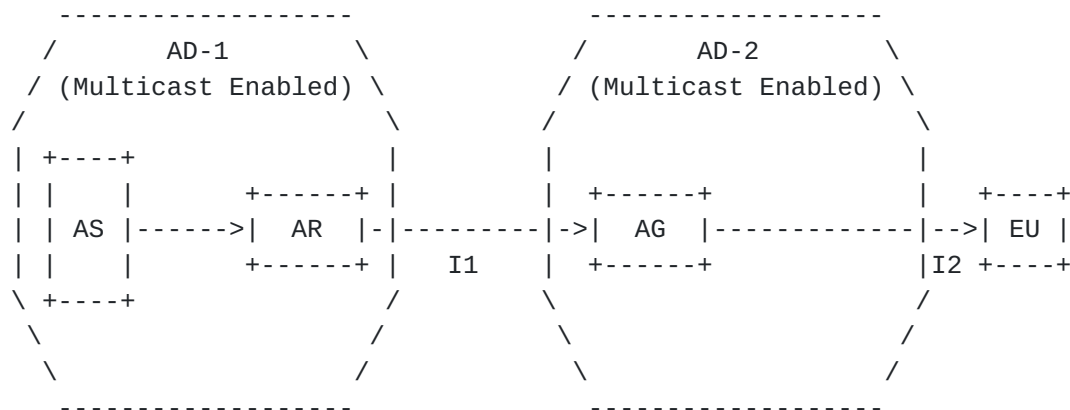 AD-1 AD-2
(Multicast Enabled) (Multicast Enabled)
AS AR AG EU
I1 I2